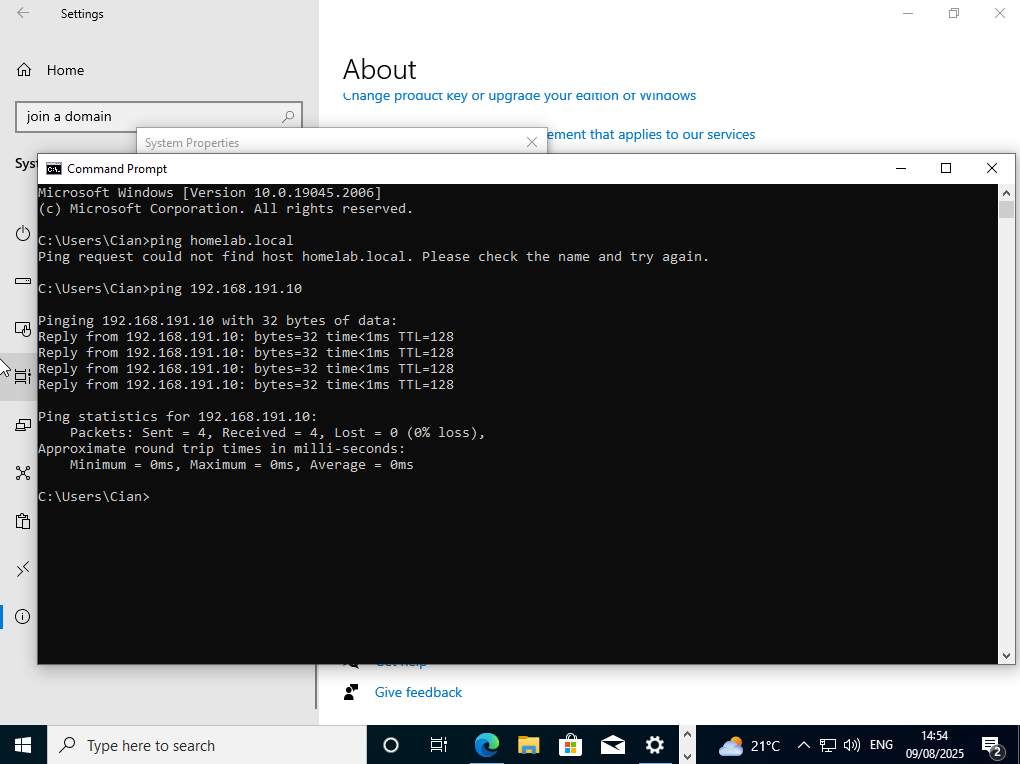 Settings
Home
join a domain
About
Change product key or upgrade your edition of Windows
ement that applies to our services
System Properties
Sys
Command Prompt
Microsoft Windows [Version 10.0.19045.2006]
(c) Microsoft Corporation. All rights reserved.
C:\Users\Cian>ping homelab.local
Ping request could not find host homelab.local. Please check the name and try again.
C:\Users\Cian>ping 192.168.191.10
Pinging 192.168.191.10 with 32 bytes of data:
Reply from 192.168.191.10: bytes=32 time<1ms TTL=128
Reply from 192.168.191.10: bytes=32 time<1ms TTL=128
Reply from 192.168.191.10: bytes=32 time<1ms TTL=128
Reply from 192.168.191.10: bytes=32 time<1ms TTL=128
Ping statistics for 192.168.191.10:
    Packets: Sent = 4, Received = 4, Lost = 0 (0% loss),
Approximate round trip times in milli-seconds:
    Minimum = 0ms, Maximum = 0ms, Average = 0ms
C:\Users\Cian>
Get help
Give feedback
Type here to search
21°C
ENG
14:54
09/08/2025
2